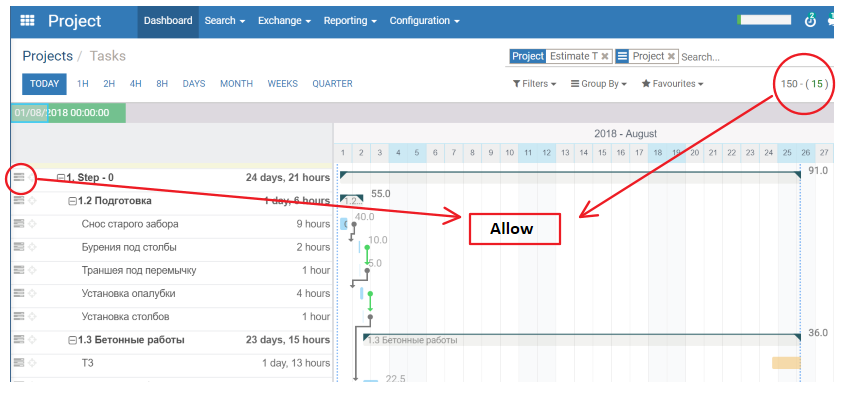 Project Dashboard Search Exchange Reporting Configuration
Projects / Tasks
Project Estimate T Project Search...
TODAY 1H 2H 4H 8H DAYS MONTH WEEKS QUARTER
Filters Group By Favourites 150 - ( 15 )
01/08/2018 00:00:00
2018 - August
1 2 3 4 5 6 7 8 9 10 11 12 13 14 15 16 17 18 19 20 21 22 23 24 25 26 27
1. Step - 0 24 days, 21 hours 91.0
1.2 Подготовка 1 day, 6 hours 1.2 55.0
Снос старого забора 9 hours 40.0
Бурения под столбы 2 hours 10.0
Траншея под перемычку 1 hour 5.0
Установка опалубки 4 hours
Установка столбов 1 hour
1.3 Бетонные работы 23 days, 15 hours 1.3 Бетонные работы 36.0
ТЗ 1 day, 13 hours
22.5
Allow